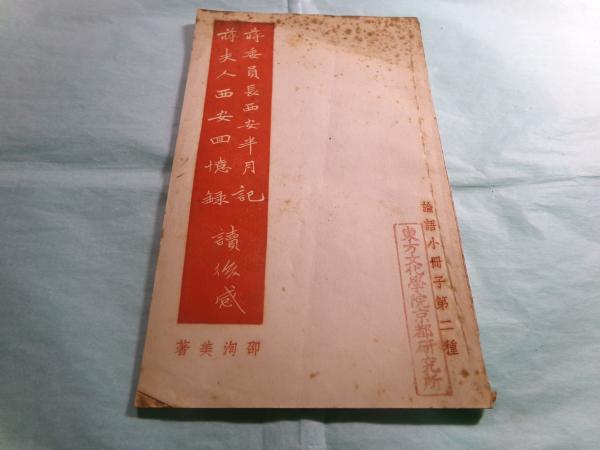 論語小冊子第二種
蔣委員長西安半月記
蔣夫人西安回憶錄
讀後感
邵洵美著
東方文化學院京都研究所